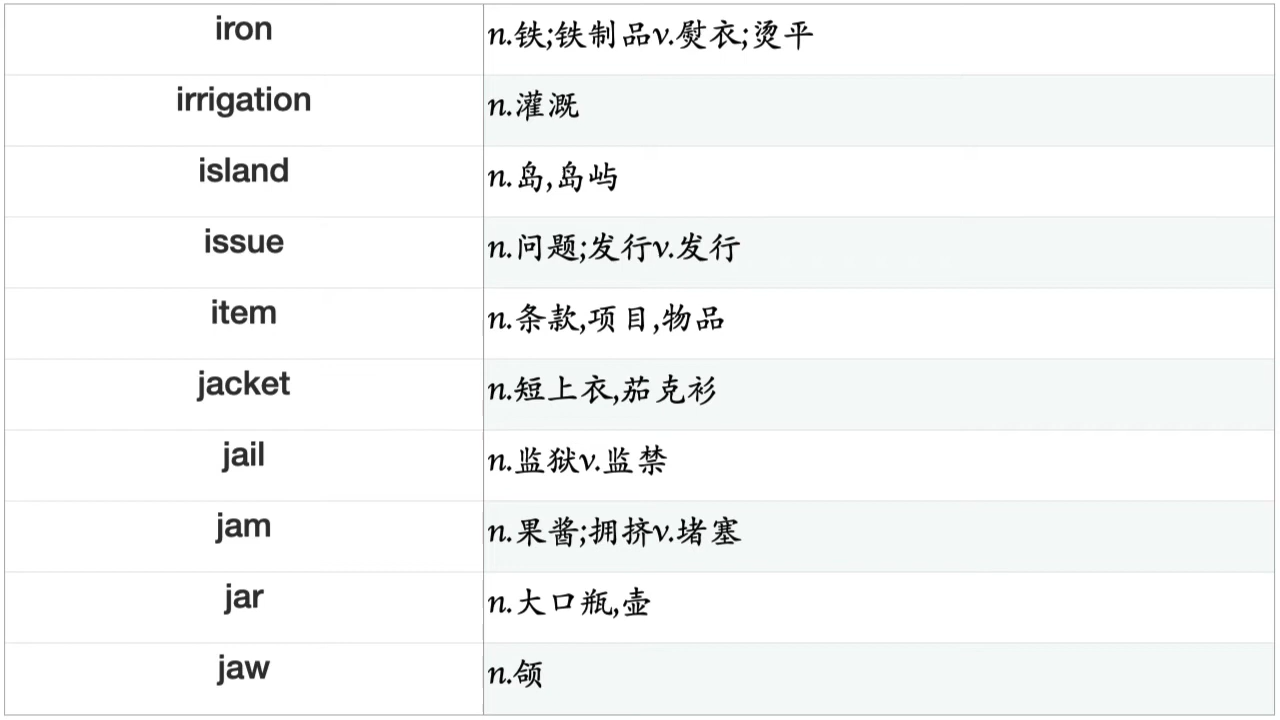 iron n.铁;铁制品v.熨衣;烫平
irrigation n.灌溉
island n.岛,岛屿
issue n.问题;发行v.发行
item n.条款,项目,物品
jacket n.短上衣,茄克衫
jail n.监狱v.监禁
jam n.果酱;拥挤v.堵塞
jar n.大口瓶,壶
jaw n.颌